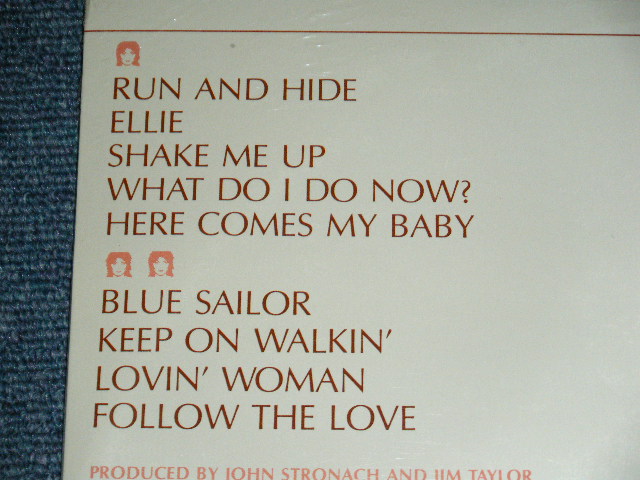 RUN AND HIDE
ELLIE
SHAKE ME UP
WHAT DO I DO NOW?
HERE COMES MY BABY
BLUE SAILOR
KEEP ON WALKIN'
LOVIN' WOMAN
FOLLOW THE LOVE
PRODUCED BY JOHN STRONACH AND JIM TAYLOR